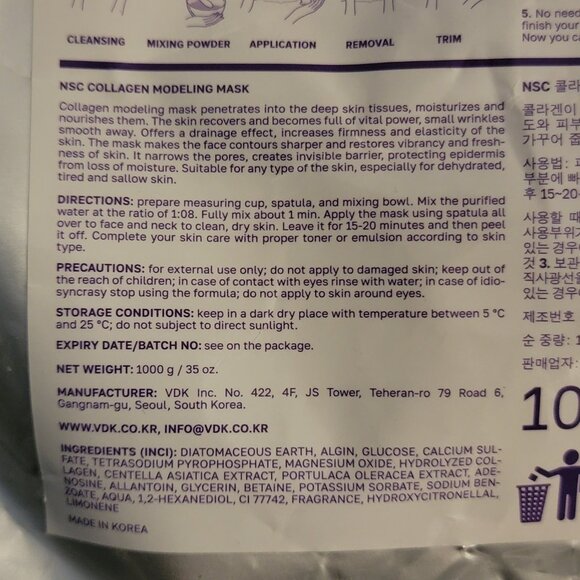 CLEANSING MIXING POWDER APPLICATION REMOVAL TRIM
5. No need
finish your
Now you ca
NSC COLLAGEN MODELING MASK
Collagen modeling mask penetrates into the deep skin tissues, moisturizes and
nourishes them. The skin recovers and becomes full of vital power, small wrinkles
smooth away. Offers a drainage effect, increases firmness and elasticity of the
skin. The mask makes the face contours sharper and restores vibrancy and fresh-
ness of skin. It narrows the pores, creates invisible barrier, protecting epidermis
from loss of moisture. Suitable for any type of the skin, especially for dehydrated,
tired and sallow skin.
DIRECTIONS: prepare measuring cup, spatula, and mixing bowl. Mix the purified
water at the ratio of 1:08. Fully mix about 1 min. Apply the mask using spatula all
over to face and neck to clean, dry skin. Leave it for 15-20 minutes and then peel
it off. Complete your skin care with proper toner or emulsion according to skin
type.
PRECAUTIONS: for external use only; do not apply to damaged skin; keep out of
the reach of children; in case of contact with eyes rinse with water; in case of idio-
syncrasy stop using the formula; do not apply to skin around eyes.
STORAGE CONDITIONS: keep in a dark dry place with temperature between 5 °C
and 25 °C; do not subject to direct sunlight.
EXPIRY DATE/BATCH NO: see on the package.
NET WEIGHT: 1000 g / 35 oz.
MANUFACTURER: VDK Inc. No. 422, 4F, JS Tower, Teheran-ro 79 Road 6,
Gangnam-gu, Seoul, South Korea.
WWW.VDK.CO.KR, INFO@VDK.CO.KR
INGREDIENTS (INCI): DIATOMACEOUS EARTH, ALGIN, GLUCOSE, CALCIUM SUL-
FATE, TETRASODIUM PYROPHOSPHATE, MAGNESIUM OXIDE, HYDROLYZED COL-
LAGEN, CENTELLA ASIATICA EXTRACT, PORTULACA OLERACEA EXTRACT, ADE-
NOSINE, ALLANTOIN, GLYCERIN, BETAINE, POTASSIUM SORBATE, SODIUM BEN-
ZOATE, AQUA, 1,2-HEXANEDIOL, CI 77742, FRAGRANCE, HYDROXYCITRONELLAL,
LIMONENE
MADE IN KOREA
NSC 콜라
콜라겐이
도와 피부
가꾸어 줍
사용법:
부분에 빠
후 15~20
사용할 때
사용부위
있는 경우
것 3. 보관
직사광선을
있는 경우
제조번호
순 중량: 1
판매업자:
10